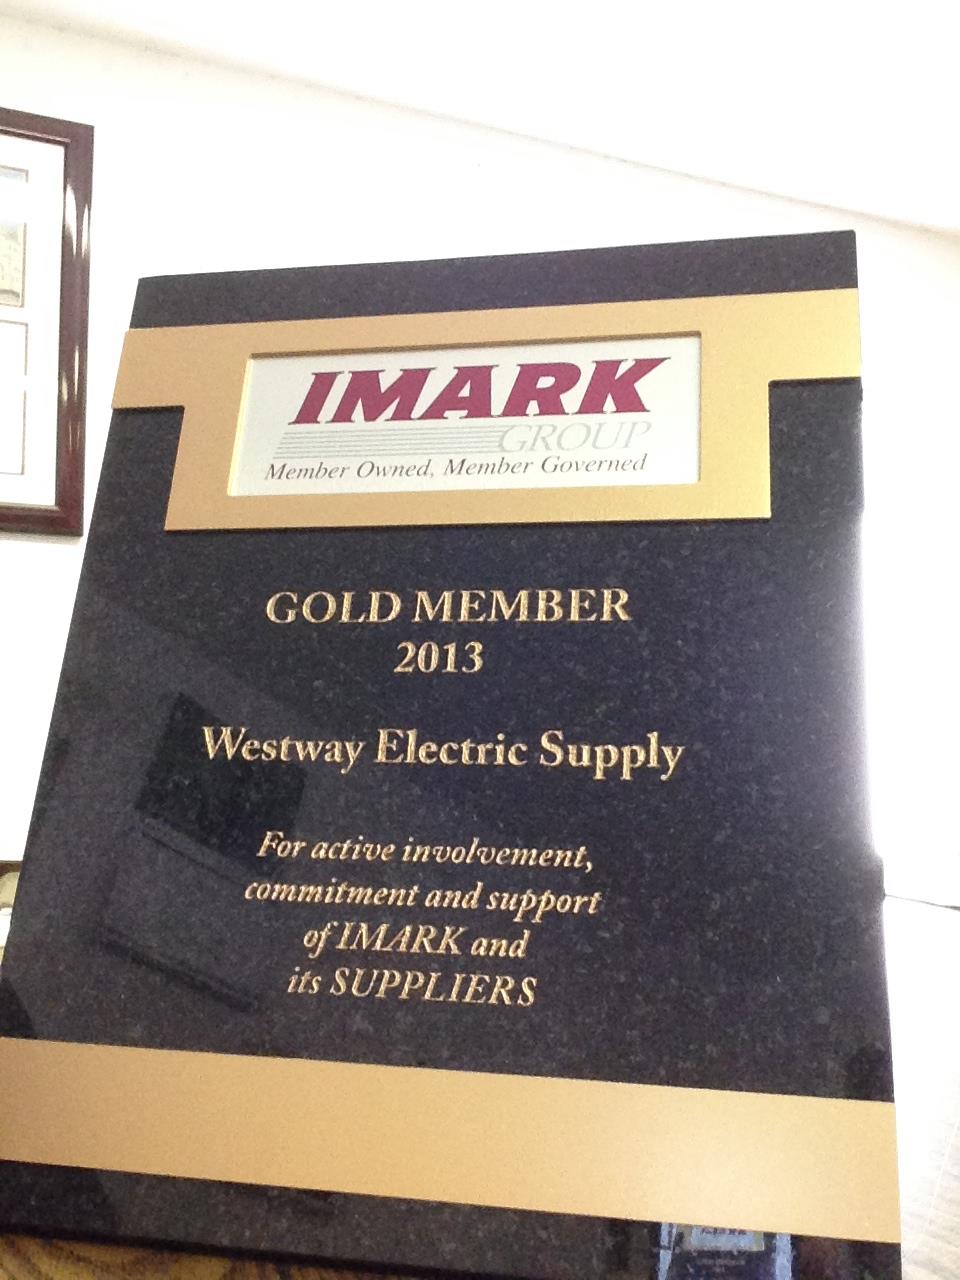 IMARK
GROUP
Member Owned, Member Governed
GOLD MEMBER
2013
Westway Electric Supply
For active involvement,
commitment and support
of IMARK and
its SUPPLIERS